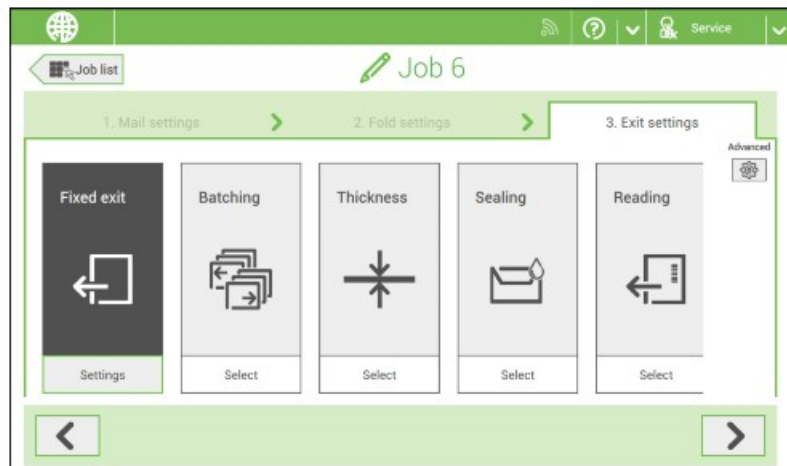 Service
Job list
Job 6
1. Mail settings
2. Fold settings
3. Exit settings
Advanced
Fixed exit
Batching
Thickness
Sealing
Reading
Settings
Select
Select
Select
Select